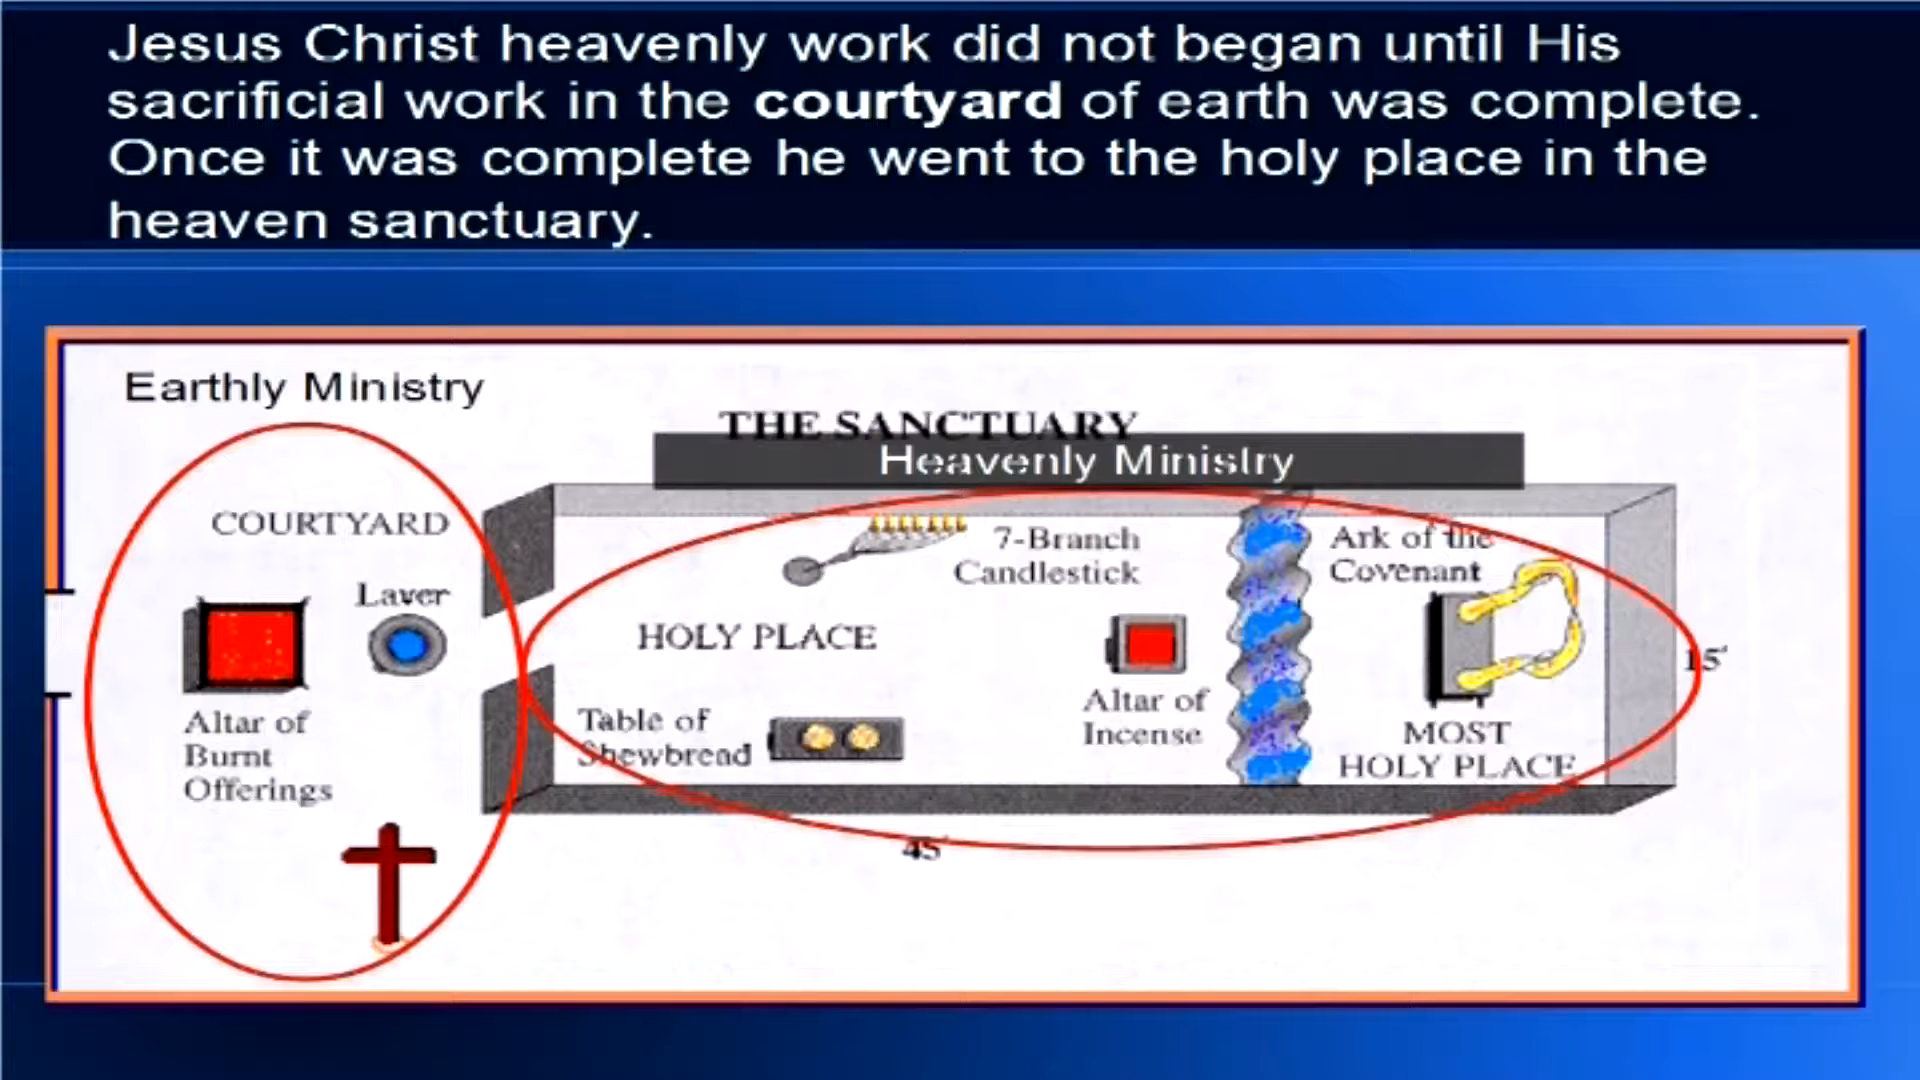 Jesus Christ heavenly work did not began until His
sacrificial work in the courtyard of earth was complete.
Once it was complete he went to the holy place in the
heaven sanctuary.
Earthly Ministry
THE SANCTUARY
Heavenly Ministry
COURTYARD
Laver
Altar of
Burnt
Offerings
7-Branch
Candlestick
HOLY PLACE
Table of
Shewbread
Altar of
Incense
Ark of the
Covenant
MOST
HOLY PLACE
15'
45'